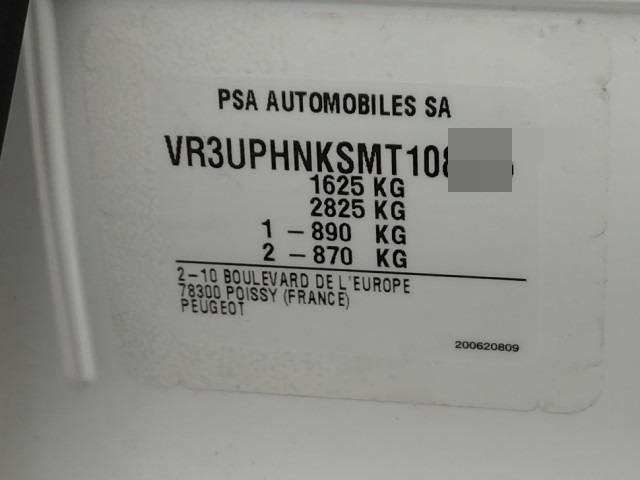 PSA AUTOMOBILES SA
VR3UPHNKSMT108
1625 KG
2825 KG
1 – 890 KG
2 – 870 KG
2–10 BOULEVARD DE L'EUROPE
78300 POISSY (FRANCE)
PEUGEOT
200620809